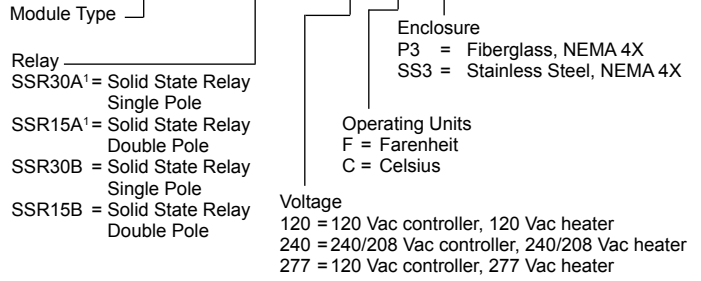 Module Type
Relay
SSR30A¹ = Solid State Relay
Single Pole
SSR15A¹ = Solid State Relay
Double Pole
SSR30B = Solid State Relay
Single Pole
SSR15B = Solid State Relay
Double Pole
Enclosure
P3 = Fiberglass, NEMA 4X
SS3 = Stainless Steel, NEMA 4X
Operating Units
F = Farenheit
C = Celsius
Voltage
120 = 120 Vac controller, 120 Vac heater
240 = 240/208 Vac controller, 240/208 Vac heater
277 = 120 Vac controller, 277 Vac heater